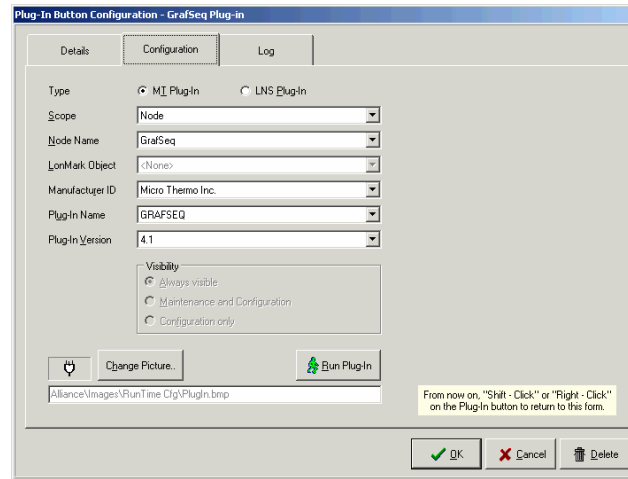 Plug-In Button Configuration - GrafSeq Plug-in
Details Configuration Log
Type MT Plug-In LNS Plug-In
Scope Node
Node Name GrafSeq
LonMark Object <None>
Manufacturer ID Micro Thermo Inc.
Plug-In Name GRAFSEQ
Plug-In Version 4.1
Visibility
Always visible
Maintenance and Configuration
Configuration only
Change Picture.. Run Plug-In
Alliance\Images\RunTime Cfg\PlugIn.bmp
From now on, "Shift - Click" or "Right - Click"
on the Plug-In button to return to this form.
OK Cancel Delete